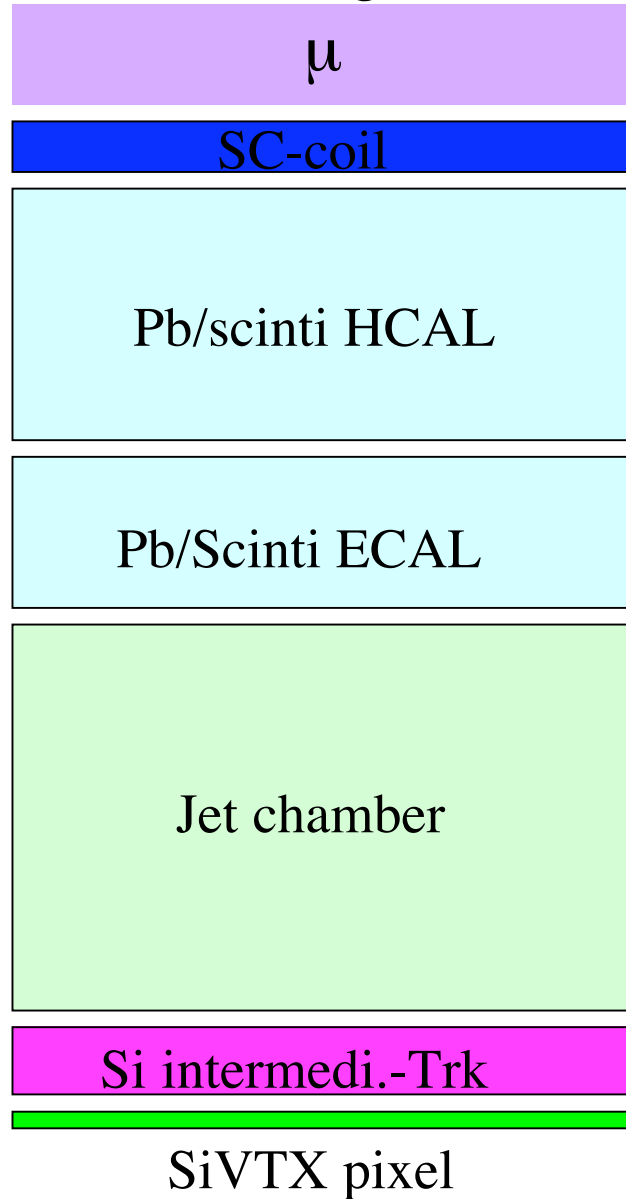 μ
SC-coil
Pb/scinti HCAL
Pb/Scinti ECAL
Jet chamber
Si intermedi.-Trk
SiVTX pixel